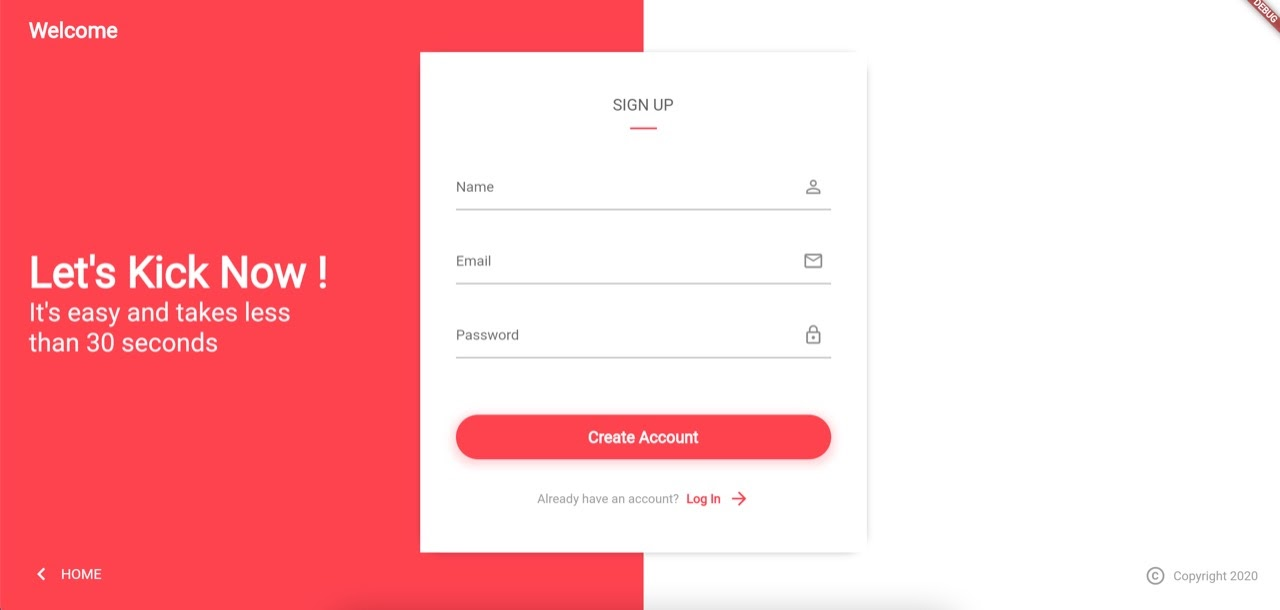 Welcome
DEBUG
SIGN UP
Name
Email
Password
Let's Kick Now !
It's easy and takes less
than 30 seconds
Create Account
Already have an account? Log In
HOME
© Copyright 2020